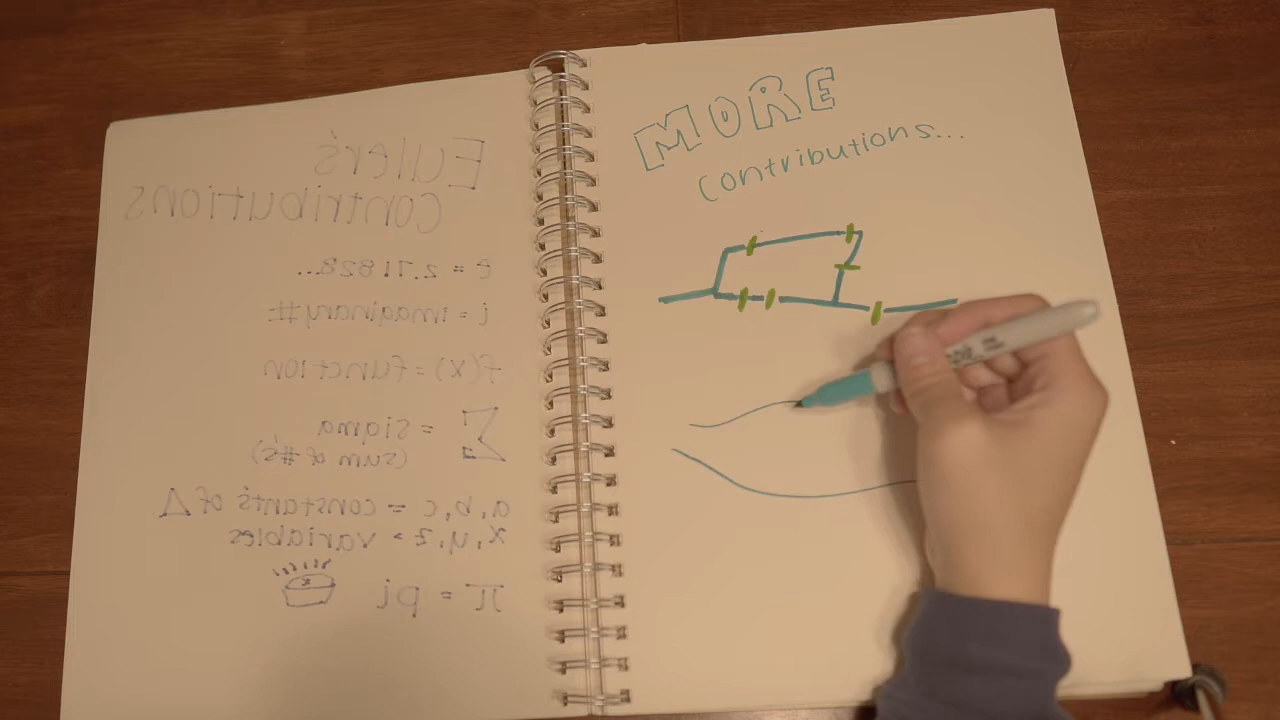 Euler's
contributions
e = 2.71828...
i = imaginary #
f(x) = function
Σ = sigma
(sum of #'s)
a, b, c = constants of Δ
x, y, z = variables
π = pi
MORE
contributions...